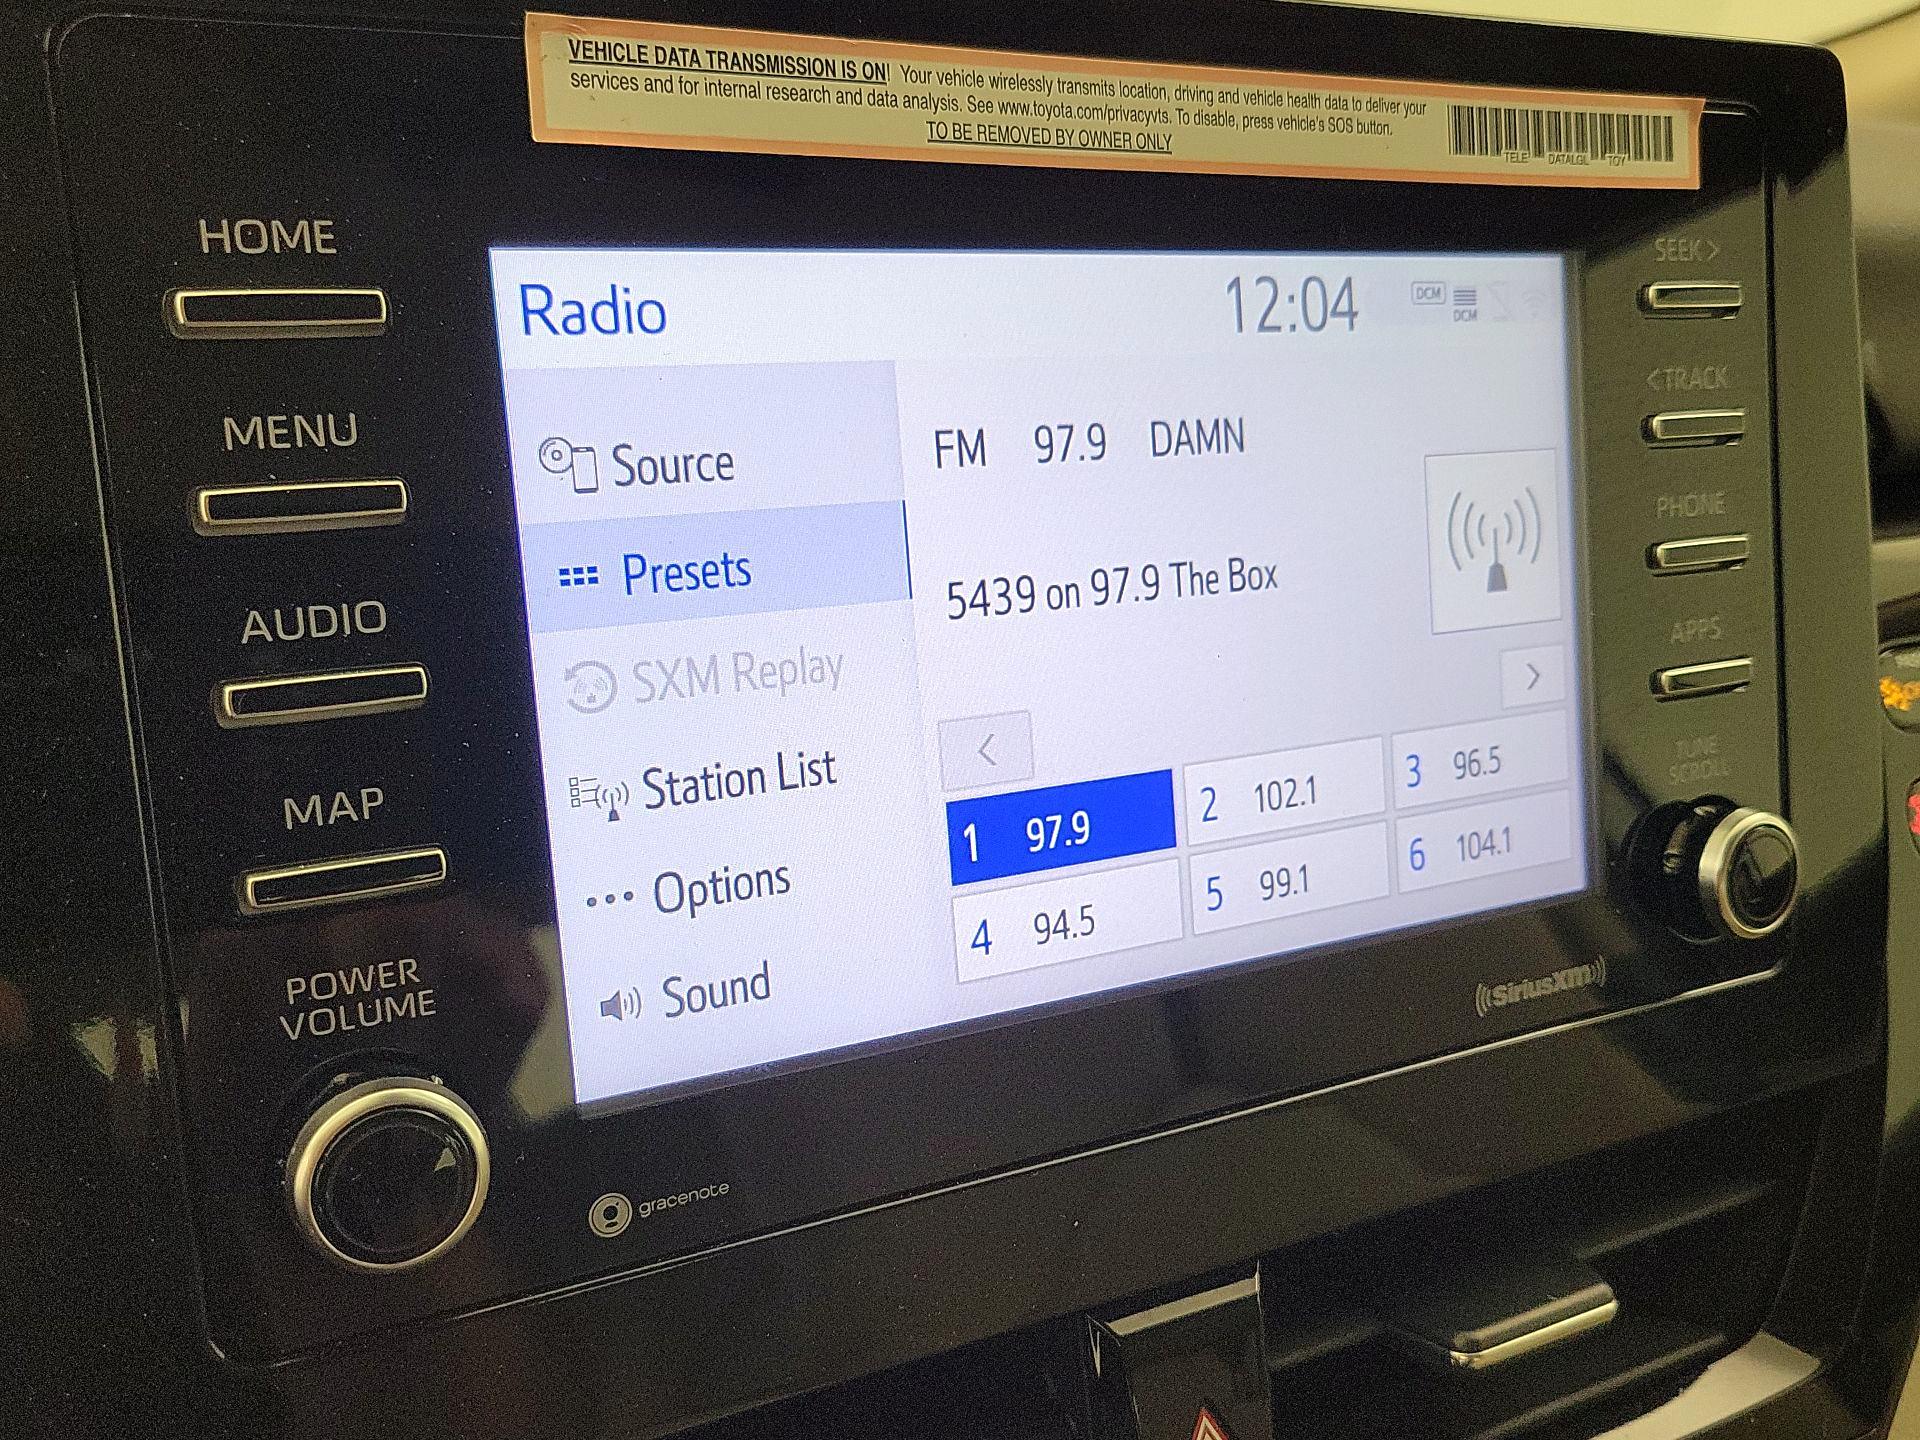 VEHICLE DATA TRANSMISSION IS ON! Your vehicle wirelessly transmits location, driving and vehicle health data to deliver your
services and for internal research and data analysis. See www.toyota.com/privacyvts. To disable, press vehicle's SOS button.
TO BE REMOVED BY OWNER ONLY
TELE DATALGL TOY
HOME
MENU
AUDIO
MAP
POWER
VOLUME
Radio
12:04
DCM
DCM
Source
Presets
SXM Replay
Station List
Options
Sound
FM 97.9 DAMN
5439 on 97.9 The Box
<
>
1 97.9
2 102.1
3 96.5
4 94.5
5 99.1
6 104.1
SEEK >
< TRACK
PHONE
APPS
TUNE
SCROLL
SiriusXM
gracenote